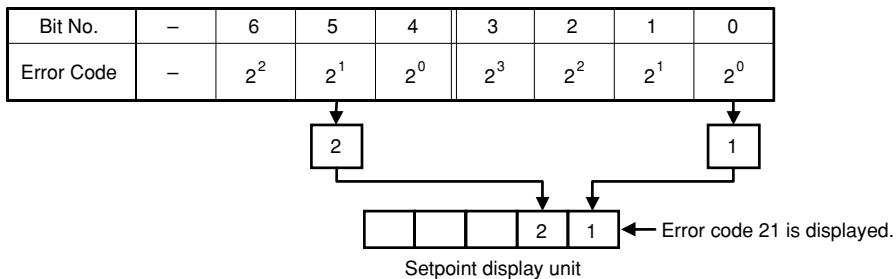 Bit No. – 6 5 4 3 2 1 0
Error Code – 2² 2¹ 2⁰ 2³ 2² 2¹ 2⁰
2 1
2 1 Error code 21 is displayed.
Setpoint display unit